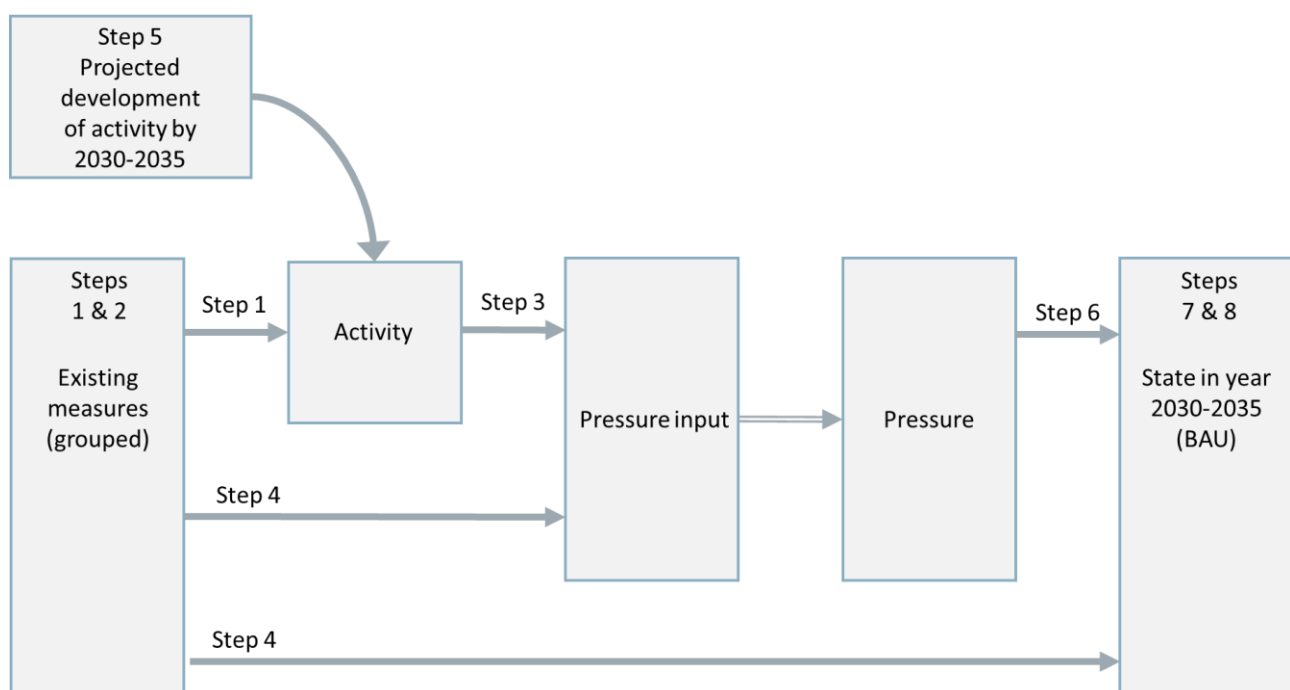 Step 5
Projected
development
of activity by
2030-2035
Steps
1 & 2
Existing
measures
(grouped)
Step 1
Activity
Step 3
Pressure input
Pressure
Step 6
Steps
7 & 8
State in year
2030-2035
(BAU)
Step 4
Step 4